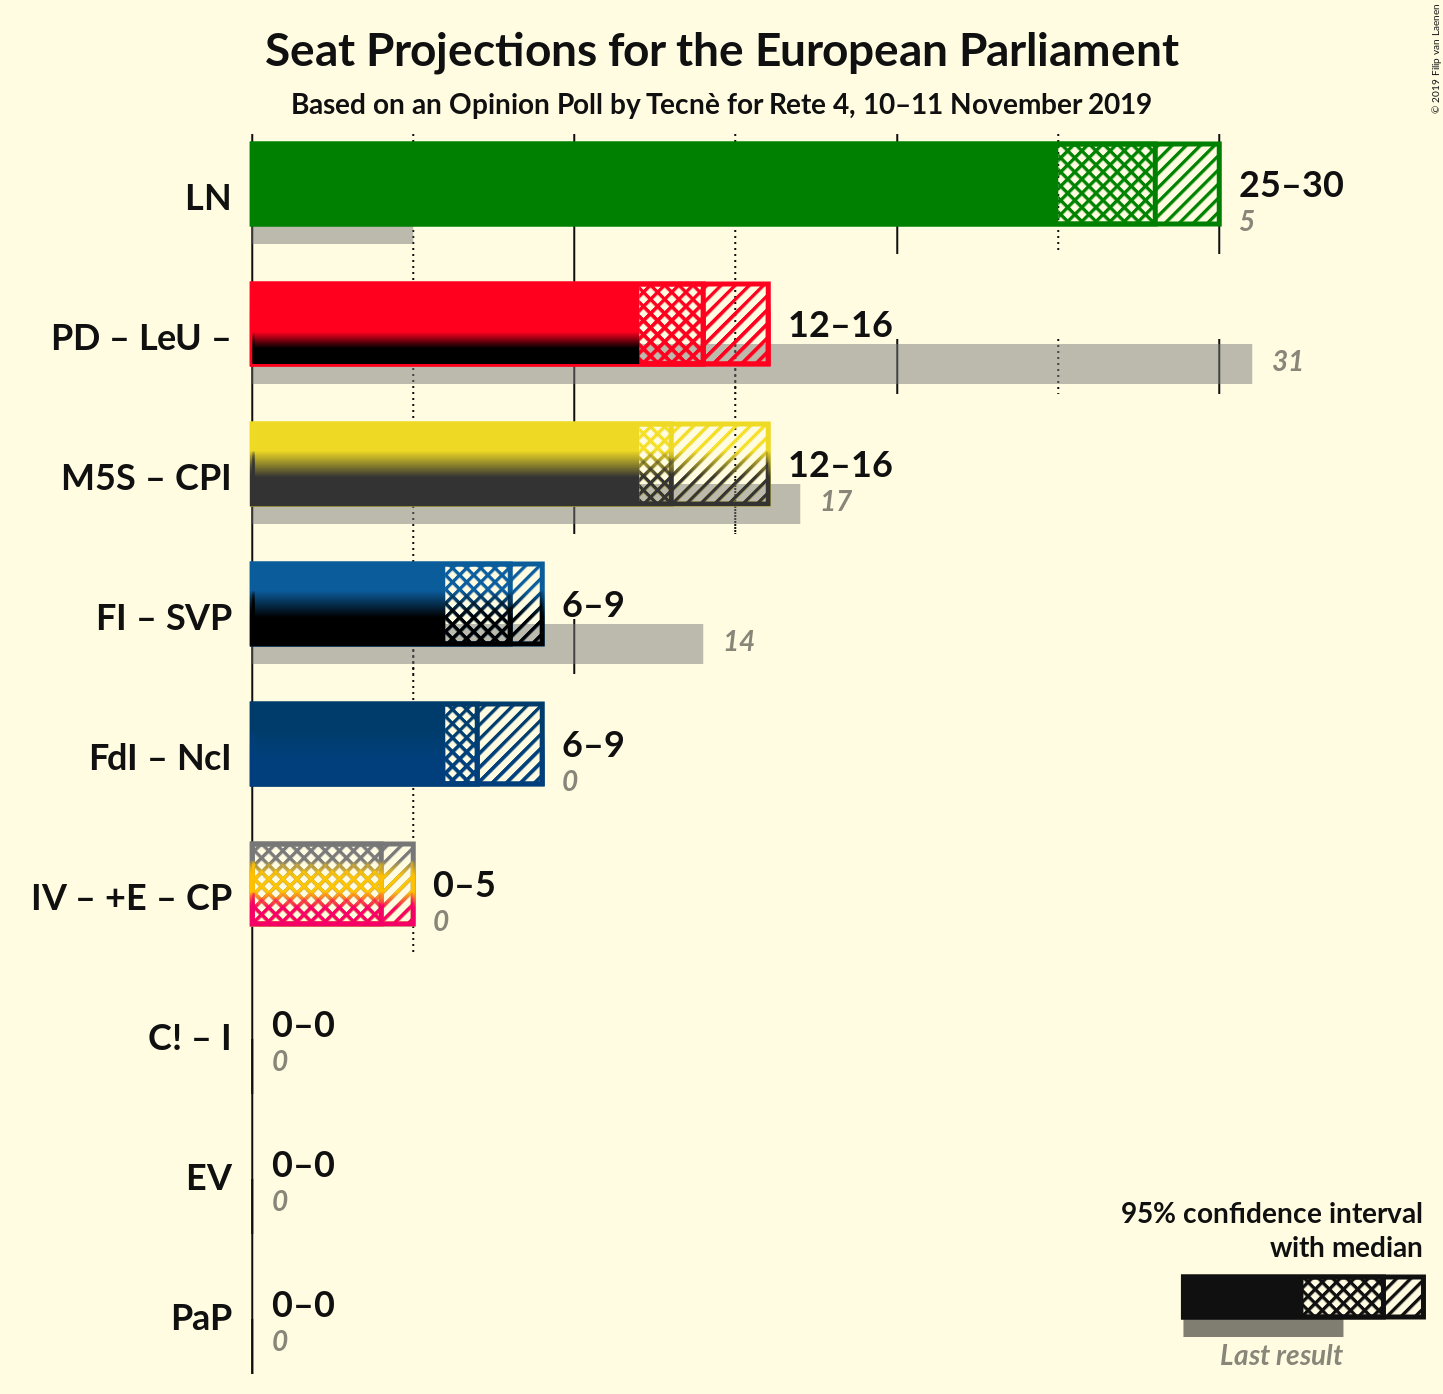 Seat Projections for the European Parliament
Based on an Opinion Poll by Tecnè for Rete 4, 10–11 November 2019
© 2019 Filip van Laenen
LN
25–30
5
PD – LeU –
12–16
31
M5S – CPI
12–16
17
FI – SVP
6–9
14
FdI – NcI
6–9
0
IV – +E – CP
0–5
0
C! – I
0–0
0
EV
0–0
0
PaP
0–0
0
95% confidence interval
with median
Last result